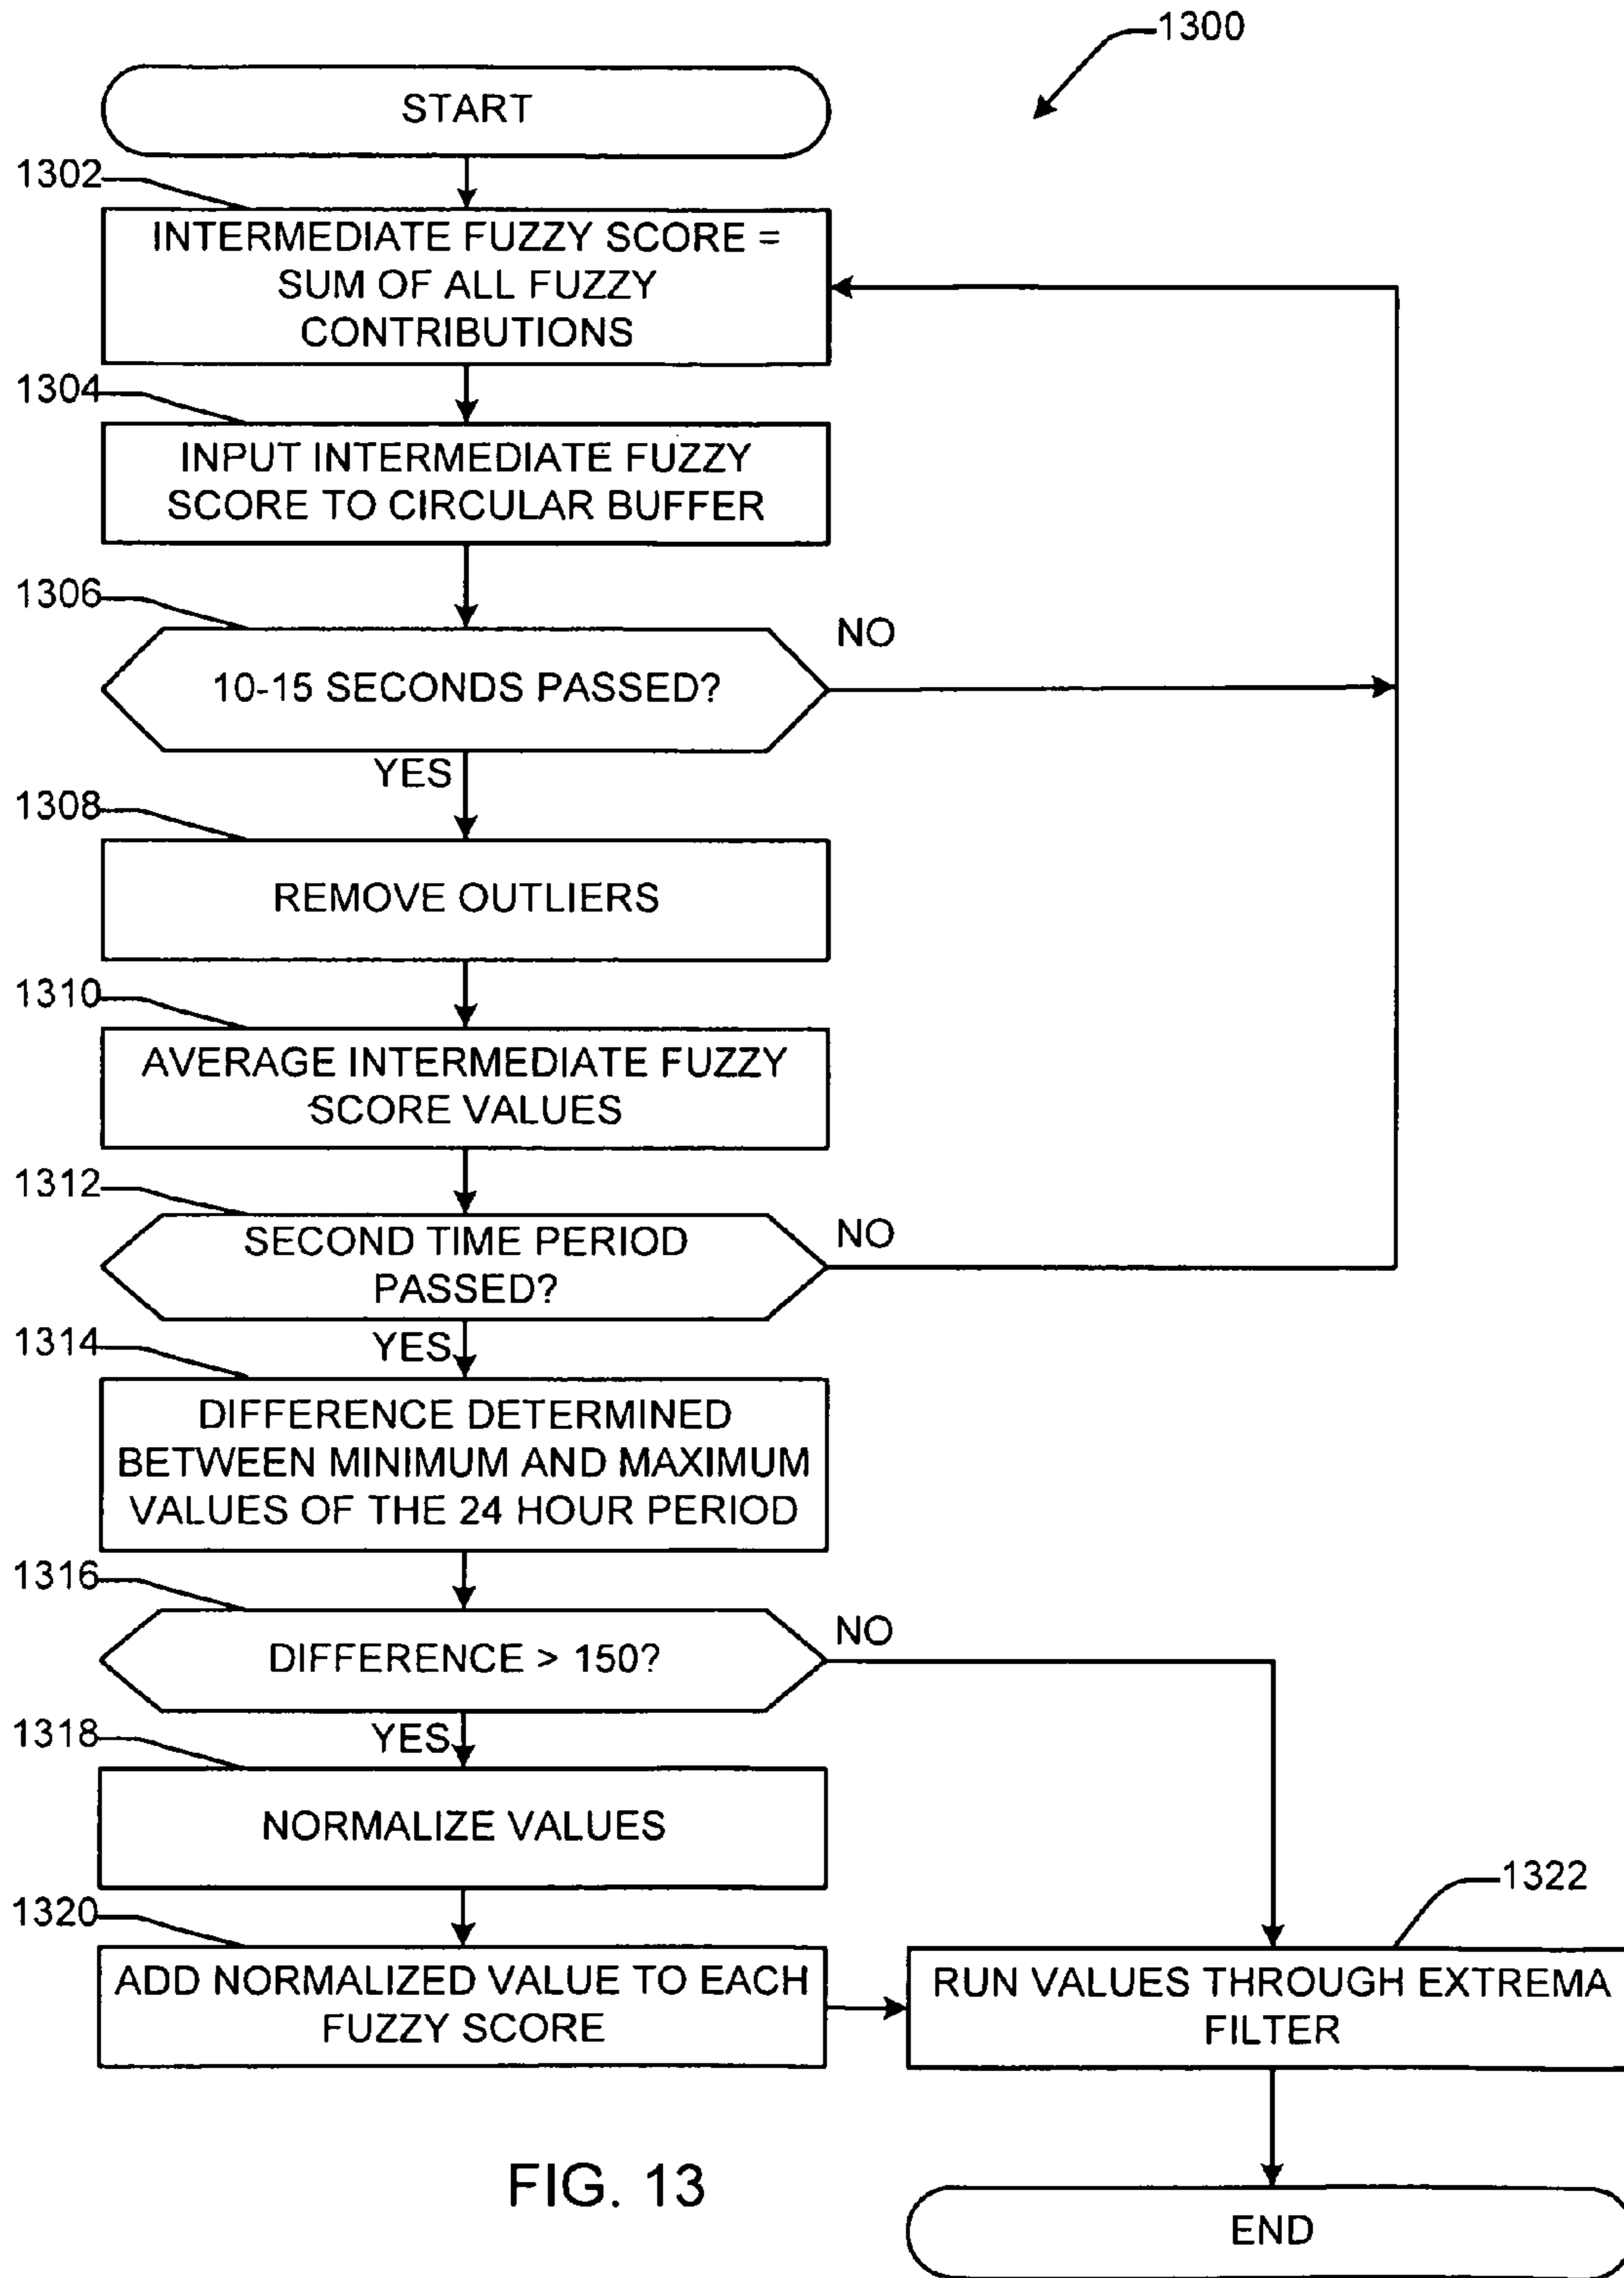 1300
START
1302
INTERMEDIATE FUZZY SCORE =
SUM OF ALL FUZZY
CONTRIBUTIONS
1304
INPUT INTERMEDIATE FUZZY
SCORE TO CIRCULAR BUFFER
1306
NO
10-15 SECONDS PASSED?
YES
1308
REMOVE OUTLIERS
1310
AVERAGE INTERMEDIATE FUZZY
SCORE VALUES
1312
NO
SECOND TIME PERIOD
PASSED?
YES
1314
DIFFERENCE DETERMINED
BETWEEN MINIMUM AND MAXIMUM
VALUES OF THE 24 HOUR PERIOD
1316
NO
DIFFERENCE > 150?
YES
1318
NORMALIZE VALUES
1320
ADD NORMALIZED VALUE TO EACH
FUZZY SCORE
1322
RUN VALUES THROUGH EXTREMA
FILTER
END
FIG. 13